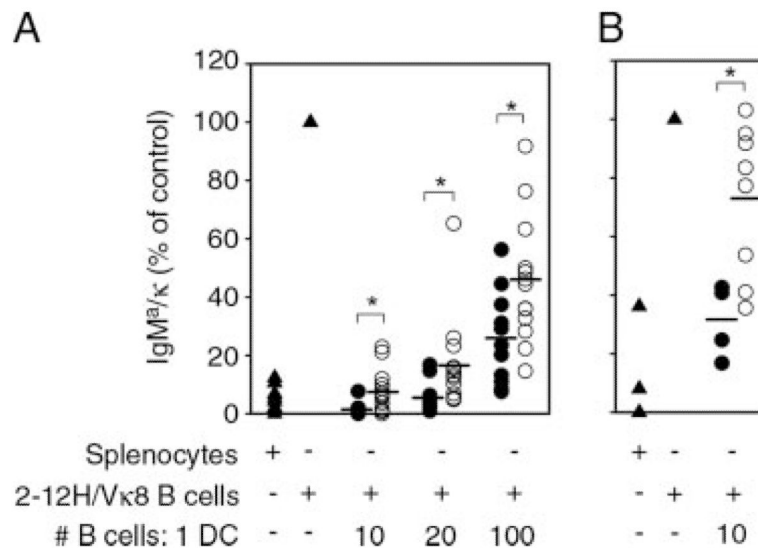 A
B
120
100
80
60
40
20
0
IgMᵃ/κ (% of control)
* * * *
Splenocytes + - - - - + - -
2-12H/Vκ8 B cells - + + + + - + +
# B cells: 1 DC - - 10 20 100 - - 10